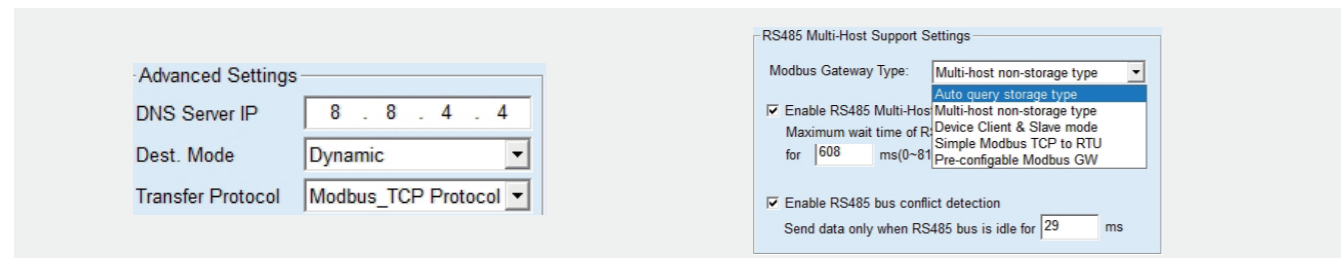 Advanced Settings
DNS Server IP 8 . 8 . 4 . 4
Dest. Mode Dynamic
Transfer Protocol Modbus_TCP Protocol
RS485 Multi-Host Support Settings
Modbus Gateway Type: Multi-host non-storage type
Auto query storage type
Enable RS485 Multi-Hos Multi-host non-storage type
Maximum wait time of R Device Client & Slave mode
Simple Modbus TCP to RTU
for 608 ms(0~81 Pre-configable Modbus GW
Enable RS485 bus conflict detection
Send data only when RS485 bus is idle for 29 ms